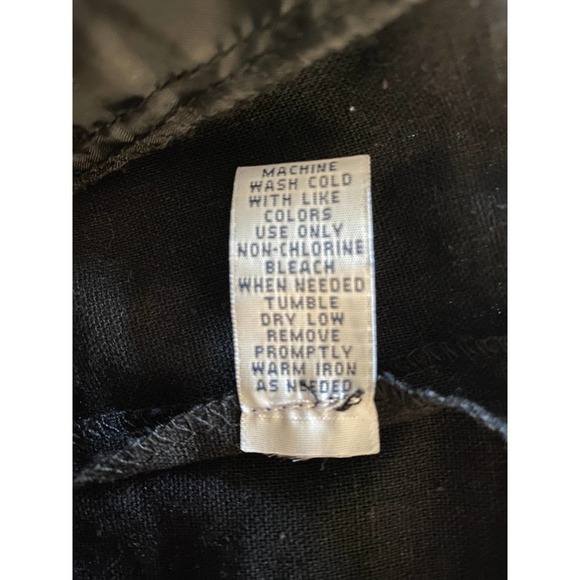 MACHINE
WASH COLD
WITH LIKE
COLORS
USE ONLY
NON-CHLORINE
BLEACH
WHEN NEEDED
TUMBLE
DRY LOW
REMOVE
PROMPTLY
WARM IRON
AS NEEDED